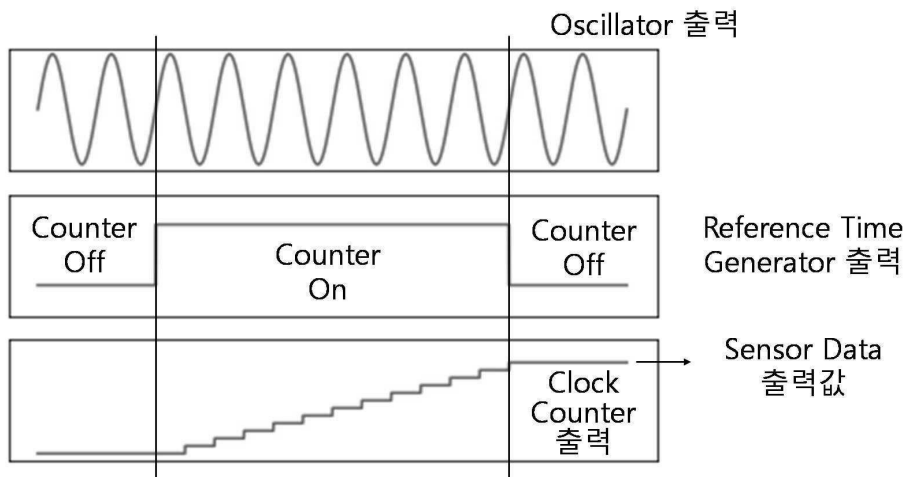 Oscillator 출력
Counter
Off
Counter
On
Counter
Off
Reference Time
Generator 출력
Clock
Counter
출력
Sensor Data
출력값